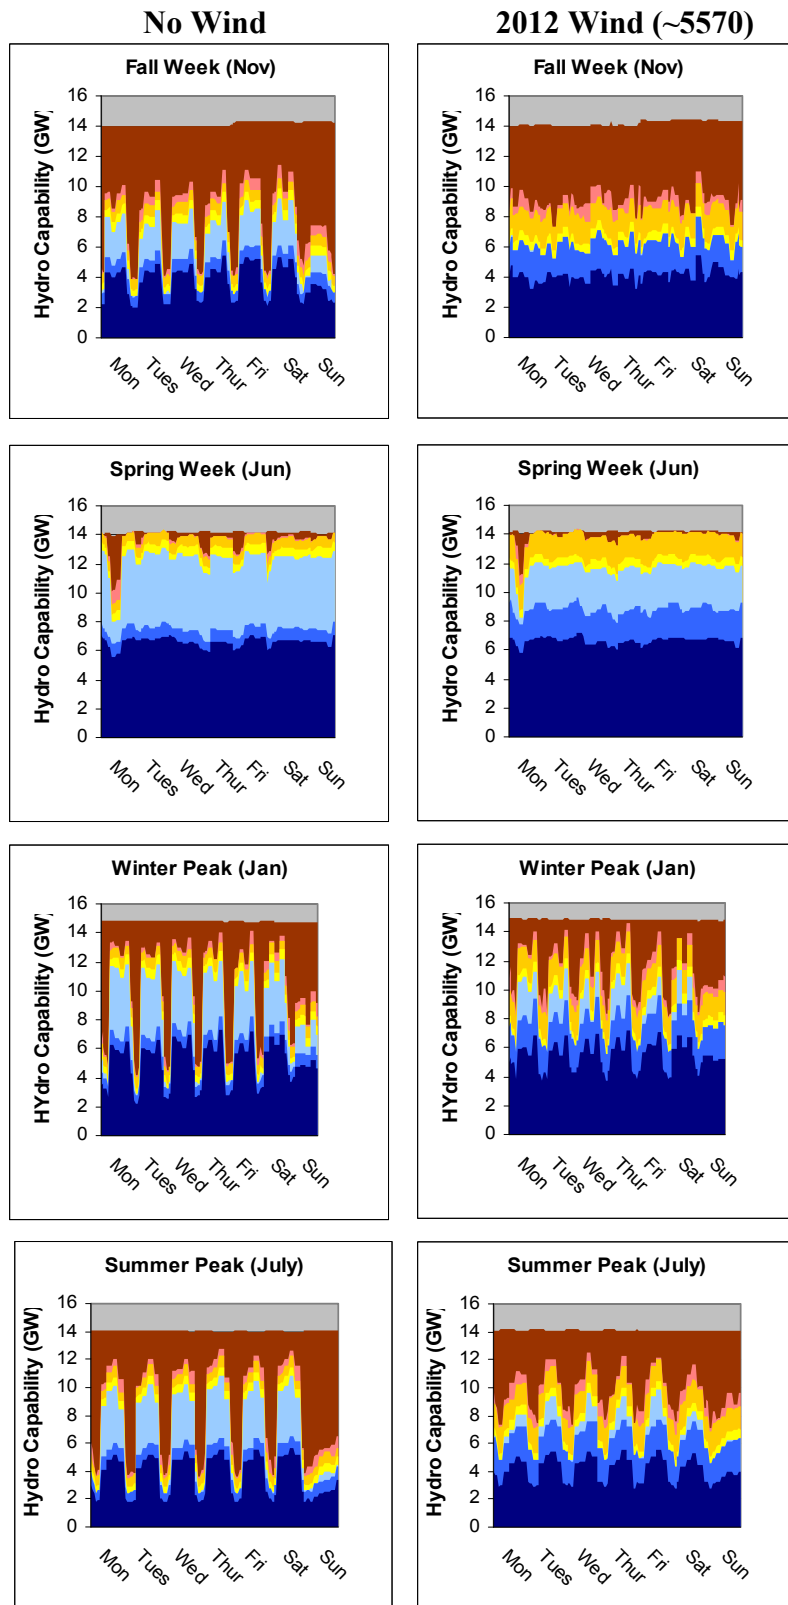 No Wind
2012 Wind (~5570)
Fall Week (Nov)
Hydro Capability (GW)
16
14
12
10
8
6
4
2
0
Mon Tues Wed Thur Fri Sat Sun
Fall Week (Nov)
Hydro Capability (GW)
16
14
12
10
8
6
4
2
0
Mon Tues Wed Thur Fri Sat Sun
Spring Week (Jun)
Hydro Capability (GW)
16
14
12
10
8
6
4
2
0
Mon Tues Wed Thur Fri Sat Sun
Spring Week (Jun)
Hydro Capability (GW)
16
14
12
10
8
6
4
2
0
Mon Tues Wed Thur Fri Sat Sun
Winter Peak (Jan)
HYdro Capability (GW)
16
14
12
10
8
6
4
2
0
Mon Tues Wed Thur Fri Sat Sun
Winter Peak (Jan)
HYdro Capability (GW)
16
14
12
10
8
6
4
2
0
Mon Tues Wed Thur Fri Sat Sun
Summer Peak (July)
Hydro Capability (GW)
16
14
12
10
8
6
4
2
0
Mon Tues Wed Thur Fri Sat Sun
Summer Peak (July)
Hydro Capability (GW)
16
14
12
10
8
6
4
2
0
Mon Tues Wed Thur Fri Sat Sun